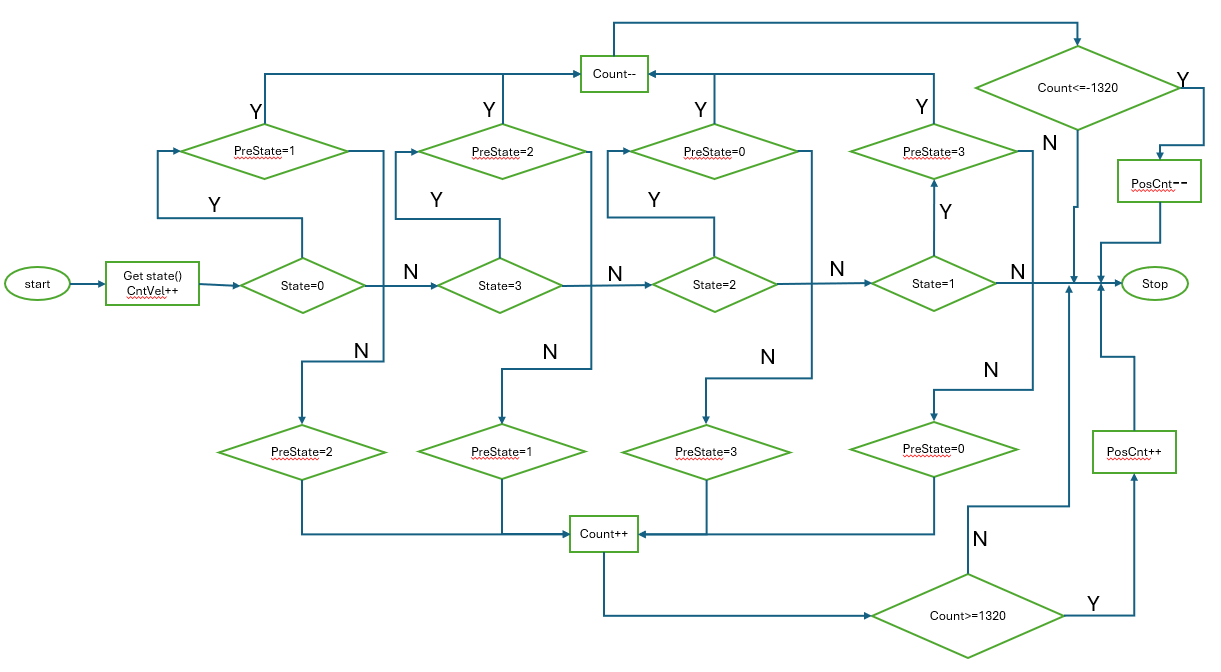 Count--
Count<=-1320
Y
Y
Y
Y
Y
PreState=1
PreState=2
PreState=0
PreState=3
N
PosCnt--
Y
Y
Y
Y
start
Get state()
CntVel++
State=0
N
State=3
N
State=2
N
State=1
N
Stop
N
N
N
N
PreState=2
PreState=1
PreState=3
PreState=0
PosCnt++
Count++
N
Count>=1320
Y